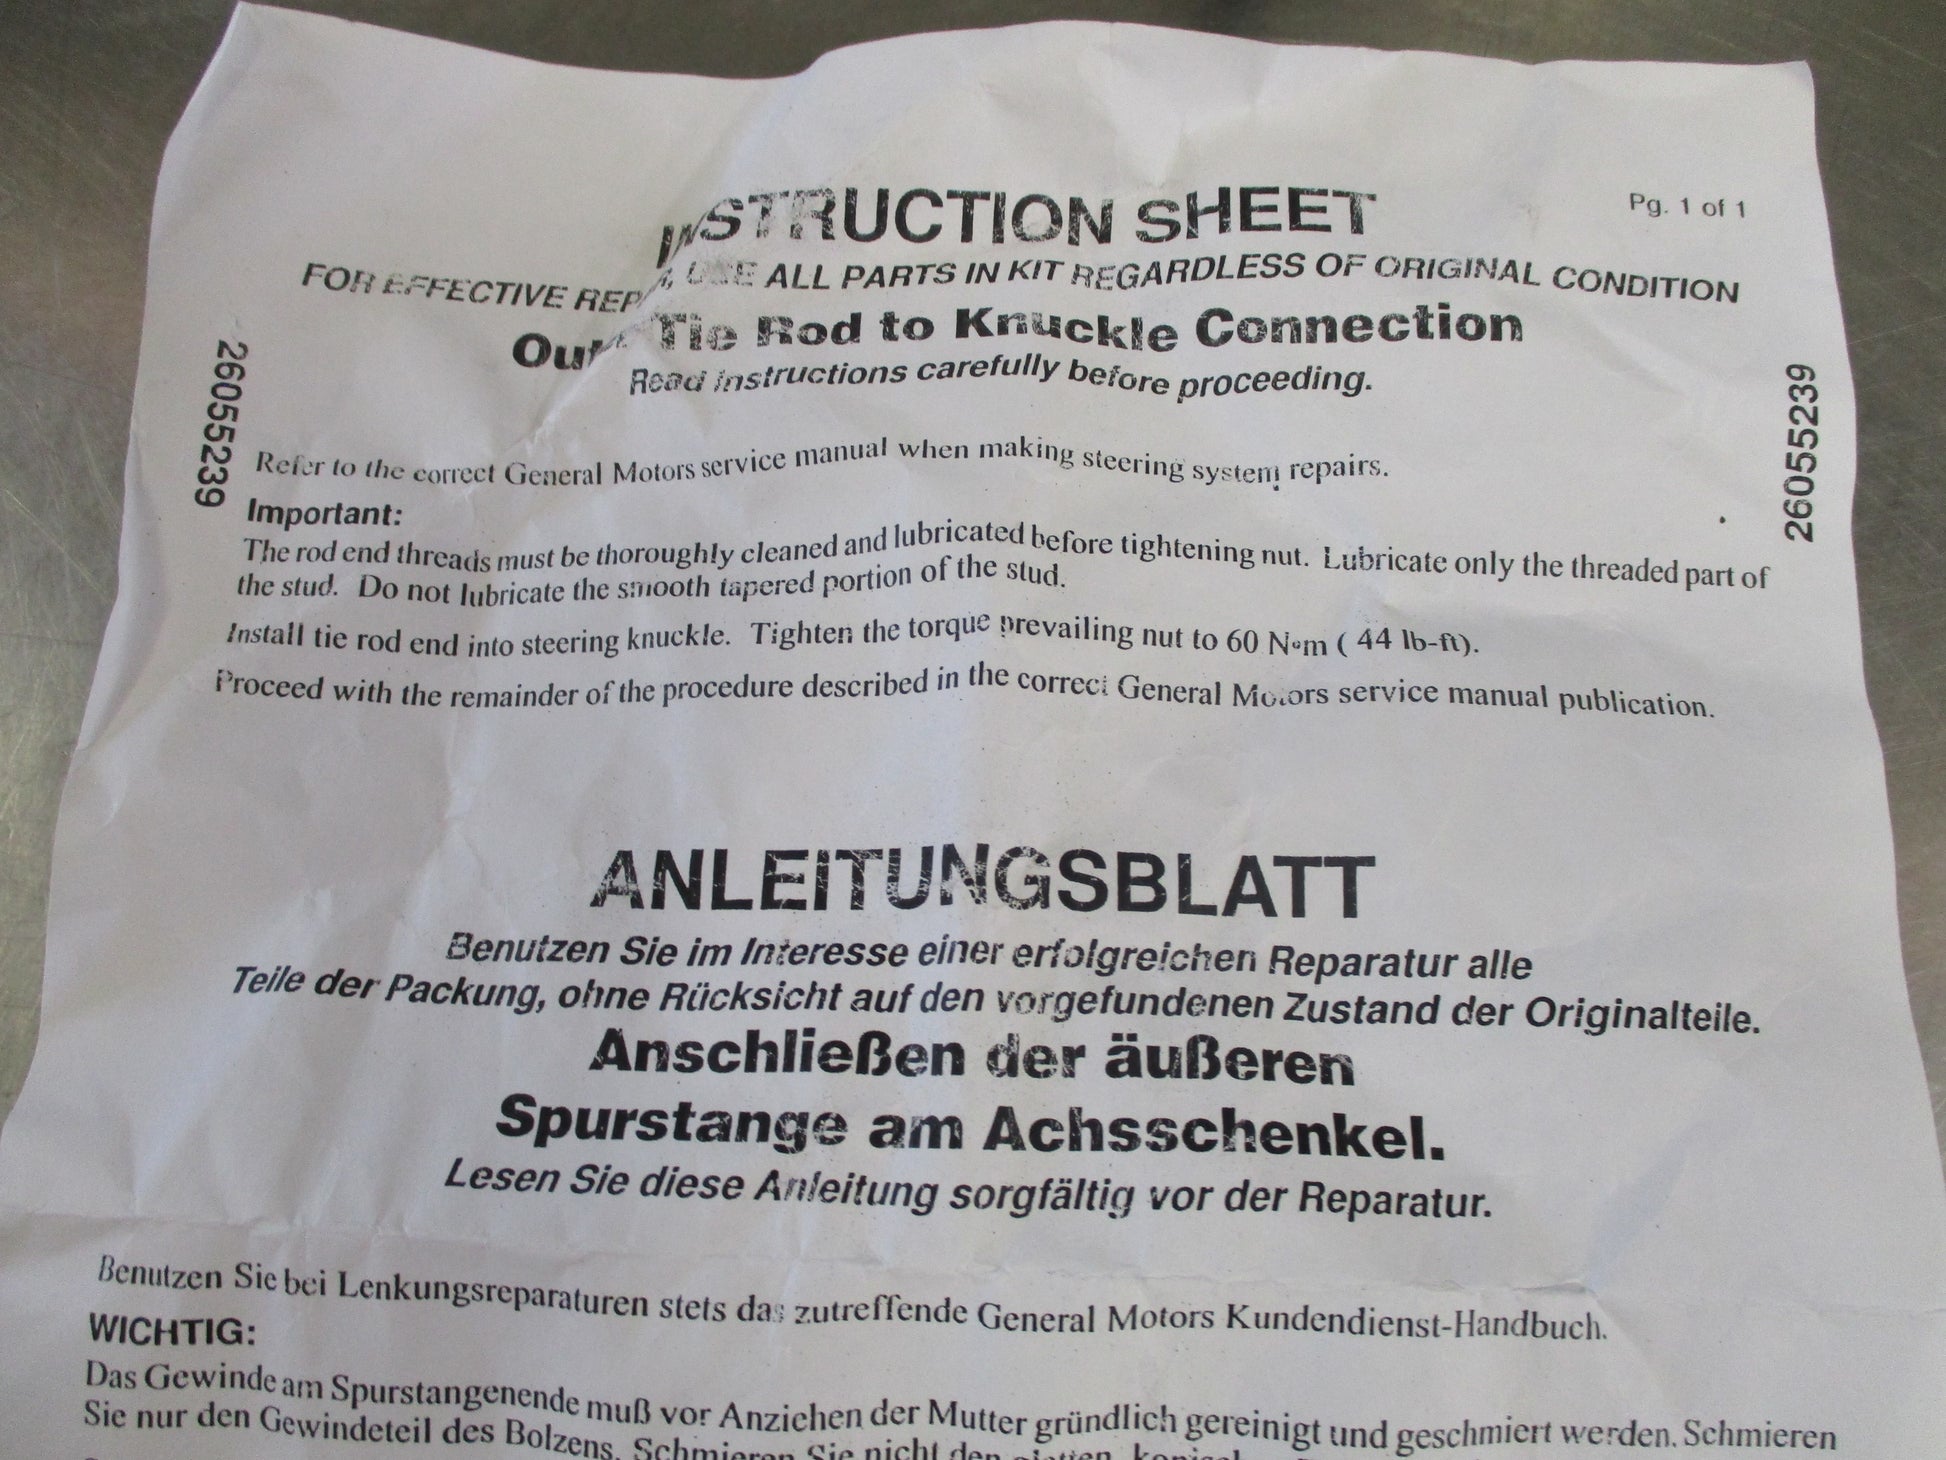 INSTRUCTION SHEET
Pg. 1 of 1
FOR EFFECTIVE REP USE ALL PARTS IN KIT REGARDLESS OF ORIGINAL CONDITION
Tie Rod to Knuckle Connection
Read instructions carefully before proceeding.
26055239
26055239
Refer to the correct General Motors service manual when making steering system repairs.
Important:
The rod end threads must be thoroughly cleaned and lubricated before tightening nut. Lubricate only the threaded part of
the stud. Do not lubricate the smooth tapered portion of the stud.
Install tie rod end into steering knuckle. Tighten the torque prevailing nut to 60 N•m ( 44 lb-ft).
Proceed with the remainder of the procedure described in the correct General Motors service manual publication.
ANLEITUNGSBLATT
Benutzen Sie im Interesse einer erfolgreichen Reparatur alle
Teile der Packung, ohne Rücksicht auf den vorgefundenen Zustand der Originalteile.
Anschließen der äußeren
Spurstange am Achsschenkel.
Lesen Sie diese Anleitung sorgfältig vor der Reparatur.
Benutzen Sie bei Lenkungsreparaturen stets das zutreffende General Motors Kundendienst-Handbuch.
WICHTIG:
Das Gewinde am Spurstangenende muß vor Anziehen der Mutter gründlich gereinigt und geschmiert werden. Schmieren
Sie nur den Gewindeteil des Bolzens. Schmieren Sie nicht den